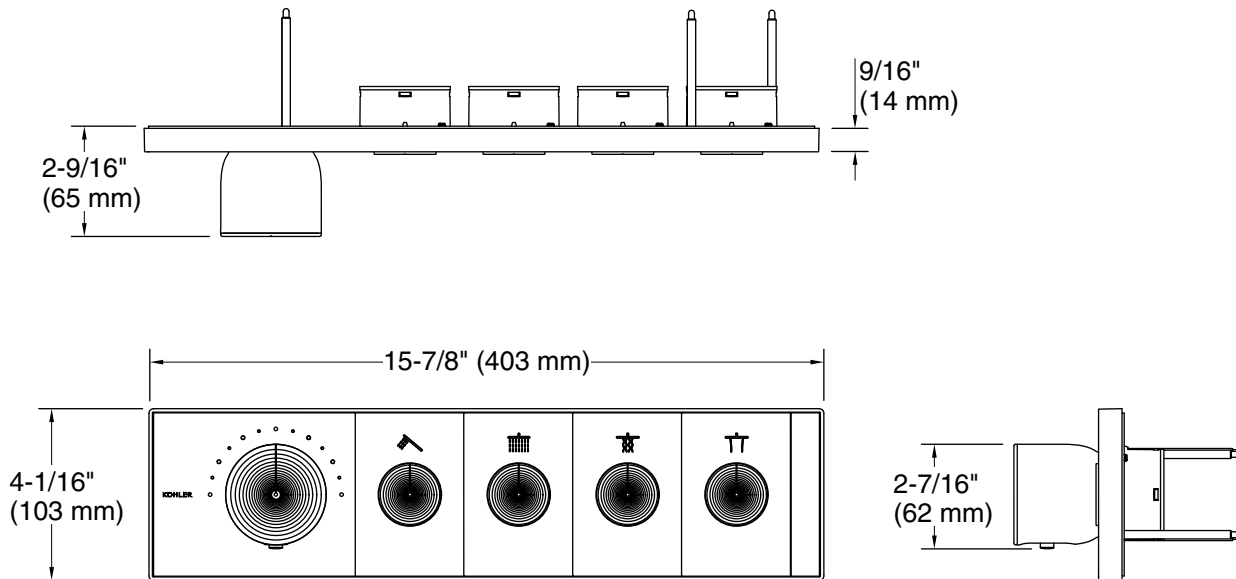 9/16"
(14 mm)
2-9/16"
(65 mm)
15-7/8" (403 mm)
4-1/16"
(103 mm)
KOHLER
2-7/16"
(62 mm)